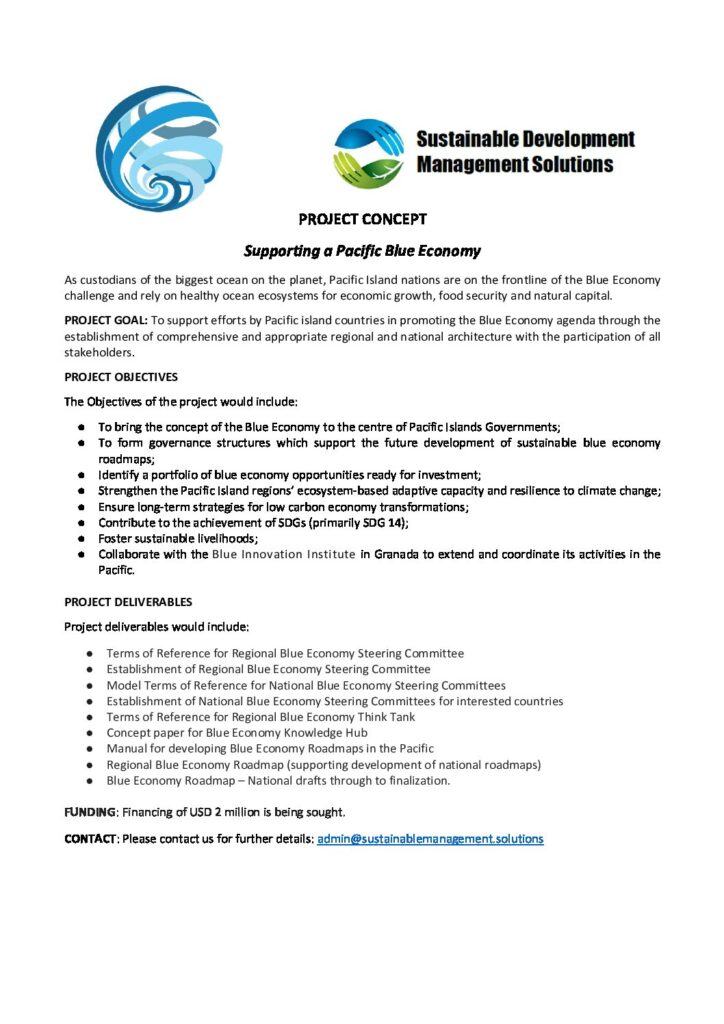 Sustainable Development
Management Solutions
PROJECT CONCEPT
Supporting a Pacific Blue Economy
As custodians of the biggest ocean on the planet, Pacific Island nations are on the frontline of the Blue Economy
challenge and rely on healthy ocean ecosystems for economic growth, food security and natural capital.
PROJECT GOAL: To support efforts by Pacific island countries in promoting the Blue Economy agenda through the
establishment of comprehensive and appropriate regional and national architecture with the participation of all
stakeholders.
PROJECT OBJECTIVES
The Objectives of the project would include:
● To bring the concept of the Blue Economy to the centre of Pacific Islands Governments;
● To form governance structures which support the future development of sustainable blue economy
roadmaps;
● Identify a portfolio of blue economy opportunities ready for investment;
● Strengthen the Pacific Island regions' ecosystem-based adaptive capacity and resilience to climate change;
● Ensure long-term strategies for low carbon economy transformations;
● Contribute to the achievement of SDGs (primarily SDG 14);
● Foster sustainable livelihoods;
● Collaborate with the Blue Innovation Institute in Granada to extend and coordinate its activities in the
Pacific.
PROJECT DELIVERABLES
Project deliverables would include:
● Terms of Reference for Regional Blue Economy Steering Committee
● Establishment of Regional Blue Economy Steering Committee
● Model Terms of Reference for National Blue Economy Steering Committees
● Establishment of National Blue Economy Steering Committees for interested countries
● Terms of Reference for Regional Blue Economy Think Tank
● Concept paper for Blue Economy Knowledge Hub
● Manual for developing Blue Economy Roadmaps in the Pacific
● Regional Blue Economy Roadmap (supporting development of national roadmaps)
● Blue Economy Roadmap – National drafts through to finalization.
FUNDING: Financing of USD 2 million is being sought.
CONTACT: Please contact us for further details: admin@sustainablemanagement.solutions